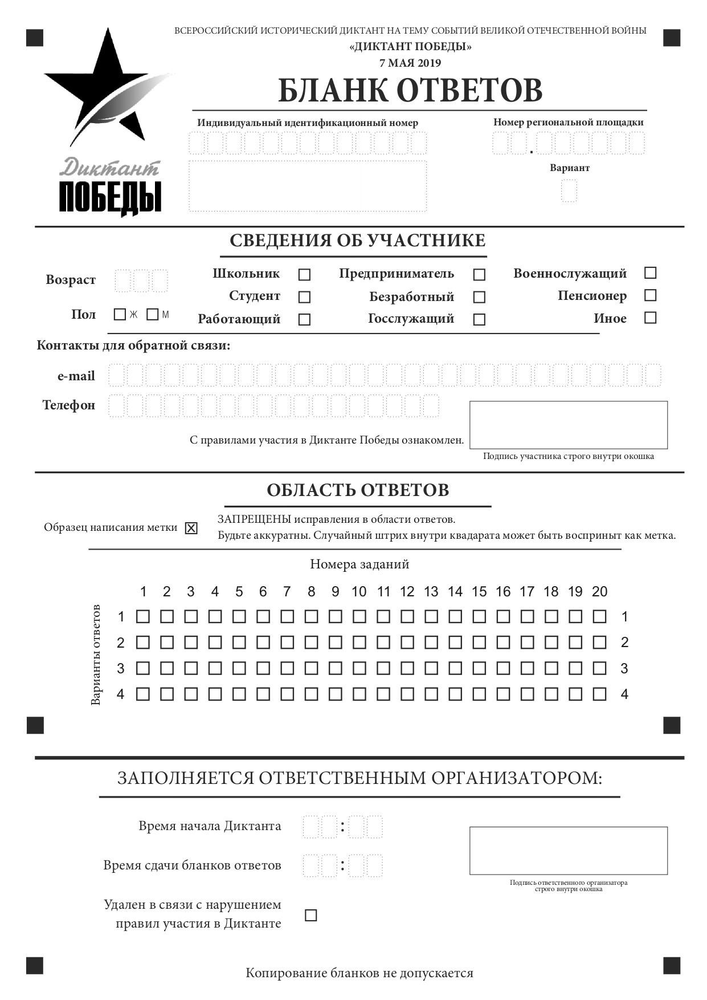 ВСЕРОССИЙСКИЙ ИСТОРИЧЕСКИЙ ДИКТАНТ НА ТЕМУ СОБЫТИЙ ВЕЛИКОЙ ОТЕЧЕСТВЕННОЙ ВОЙНЫ
«ДИКТАНТ ПОБЕДЫ»
7 МАЯ 2019
БЛАНК ОТВЕТОВ
Диктант
ПОБЕДЫ
Индивидуальный идентификационный номер
Номер региональной площадки
.
Вариант
СВЕДЕНИЯ ОБ УЧАСТНИКЕ
Возраст
Пол Ж М
Школьник Предприниматель Военнослужащий
Студент Безработный Пенсионер
Работающий Госслужащий Иное
Контакты для обратной связи:
e-mail
Телефон
С правилами участия в Диктанте Победы ознакомлен.
Подпись участника строго внутри окошка
ОБЛАСТЬ ОТВЕТОВ
Образец написания метки
ЗАПРЕЩЕНЫ исправления в области ответов.
Будьте аккуратны. Случайный штрих внутри квадарата может быть воспринят как метка.
Номера заданий
1 2 3 4 5 6 7 8 9 10 11 12 13 14 15 16 17 18 19 20
Варианты ответов
1 1
2 2
3 3
4 4
ЗАПОЛНЯЕТСЯ ОТВЕТСТВЕННЫМ ОРГАНИЗАТОРОМ:
Время начала Диктанта :
Время сдачи бланков ответов :
Подпись ответственного организатора
строго внутри окошка
Удален в связи с нарушением
правил участия в Диктанте
Копирование бланков не допускается